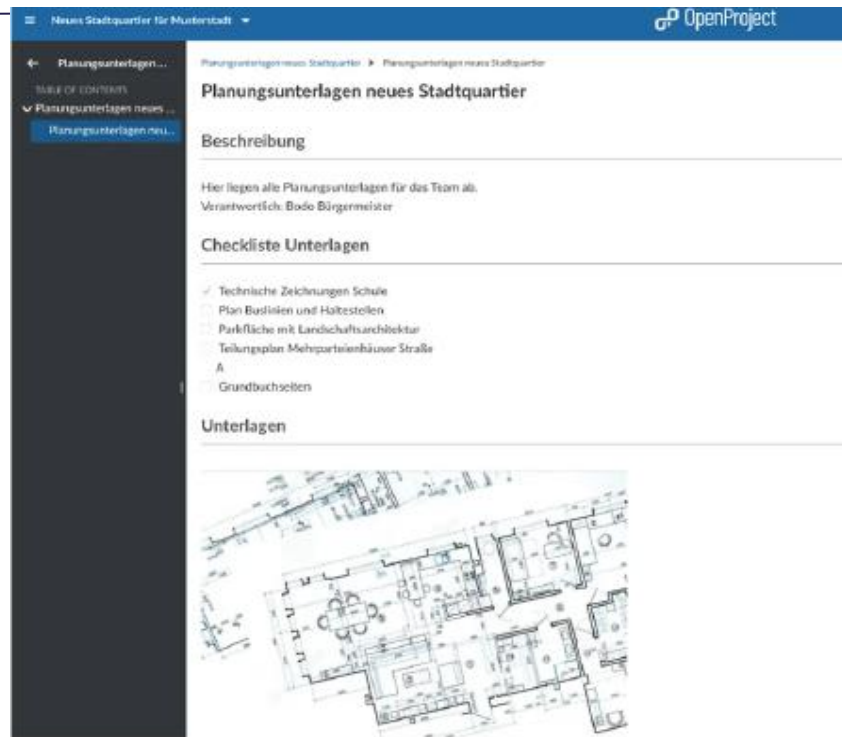 Neues Stadtquartier für Musterstadt
OpenProject
Planungsunterlagen...
Planungsunterlagen neues Stadtquartier
Planungsunterlagen neues Stadtquartier
TABLE OF CONTENTS
Planungsunterlagen neues ...
Planungsunterlagen neu...
Planungsunterlagen neues Stadtquartier
Beschreibung
Hier liegen alle Planungsunterlagen für das Team ab.
Verantwortlich: Bodo Bürgermeister
Checkliste Unterlagen
Technische Zeichnungen Schule
Plan Buslinien und Haltestellen
Parkfläche mit Landschaftsarchitektur
Teilungsplan Mehrparteienhäuser Straße
A
Grundbuchseiten
Unterlagen